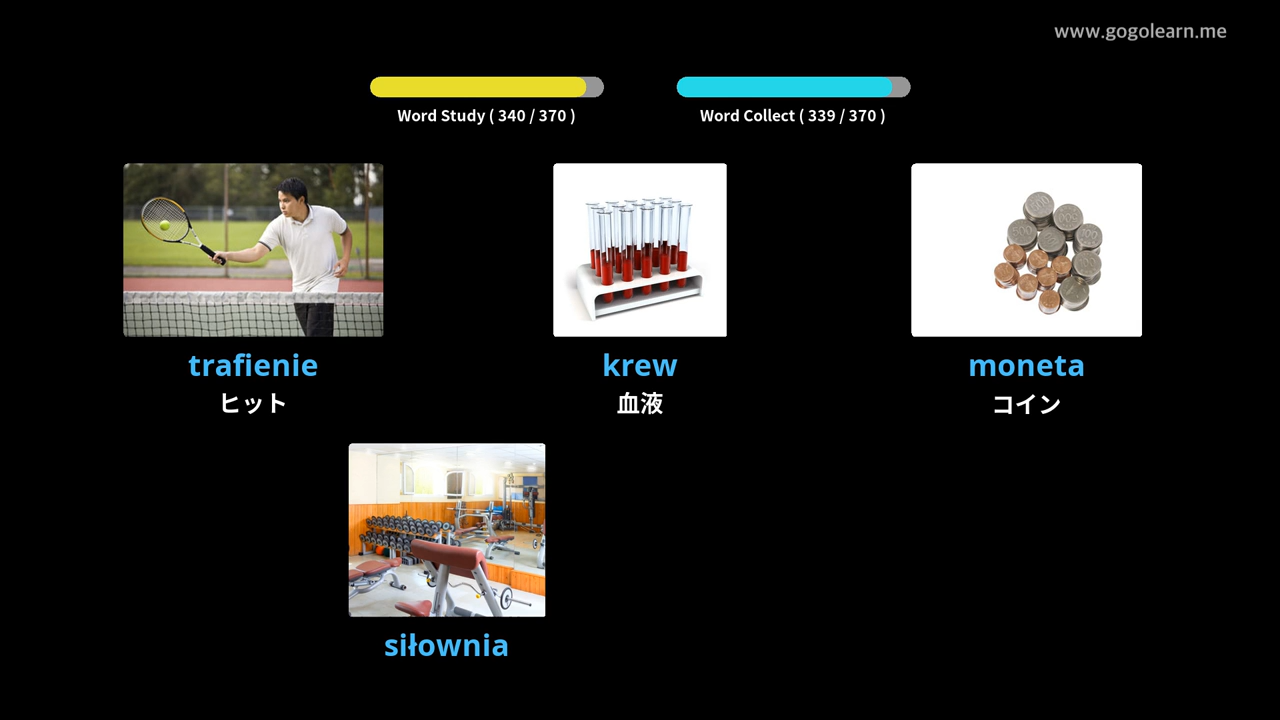 www.gogolearn.me
Word Study ( 340 / 370 )
Word Collect ( 339 / 370 )
trafienie
krew
moneta
ヒット
血液
コイン
siłownia